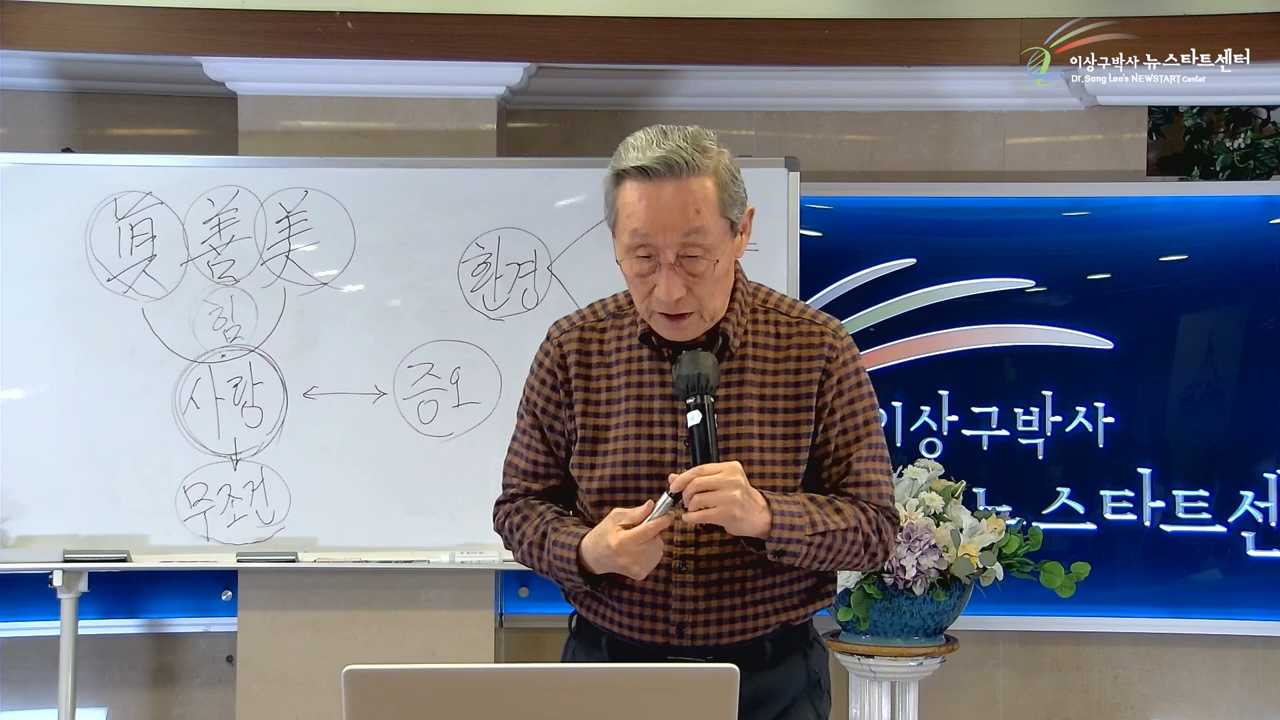 이상구박사 뉴스타트센터
Dr. Sang Lee's NEWSTART Center
眞 善 美
힘
사랑 ↔ 증오
무조건
환경
이상구박사
뉴스타트센